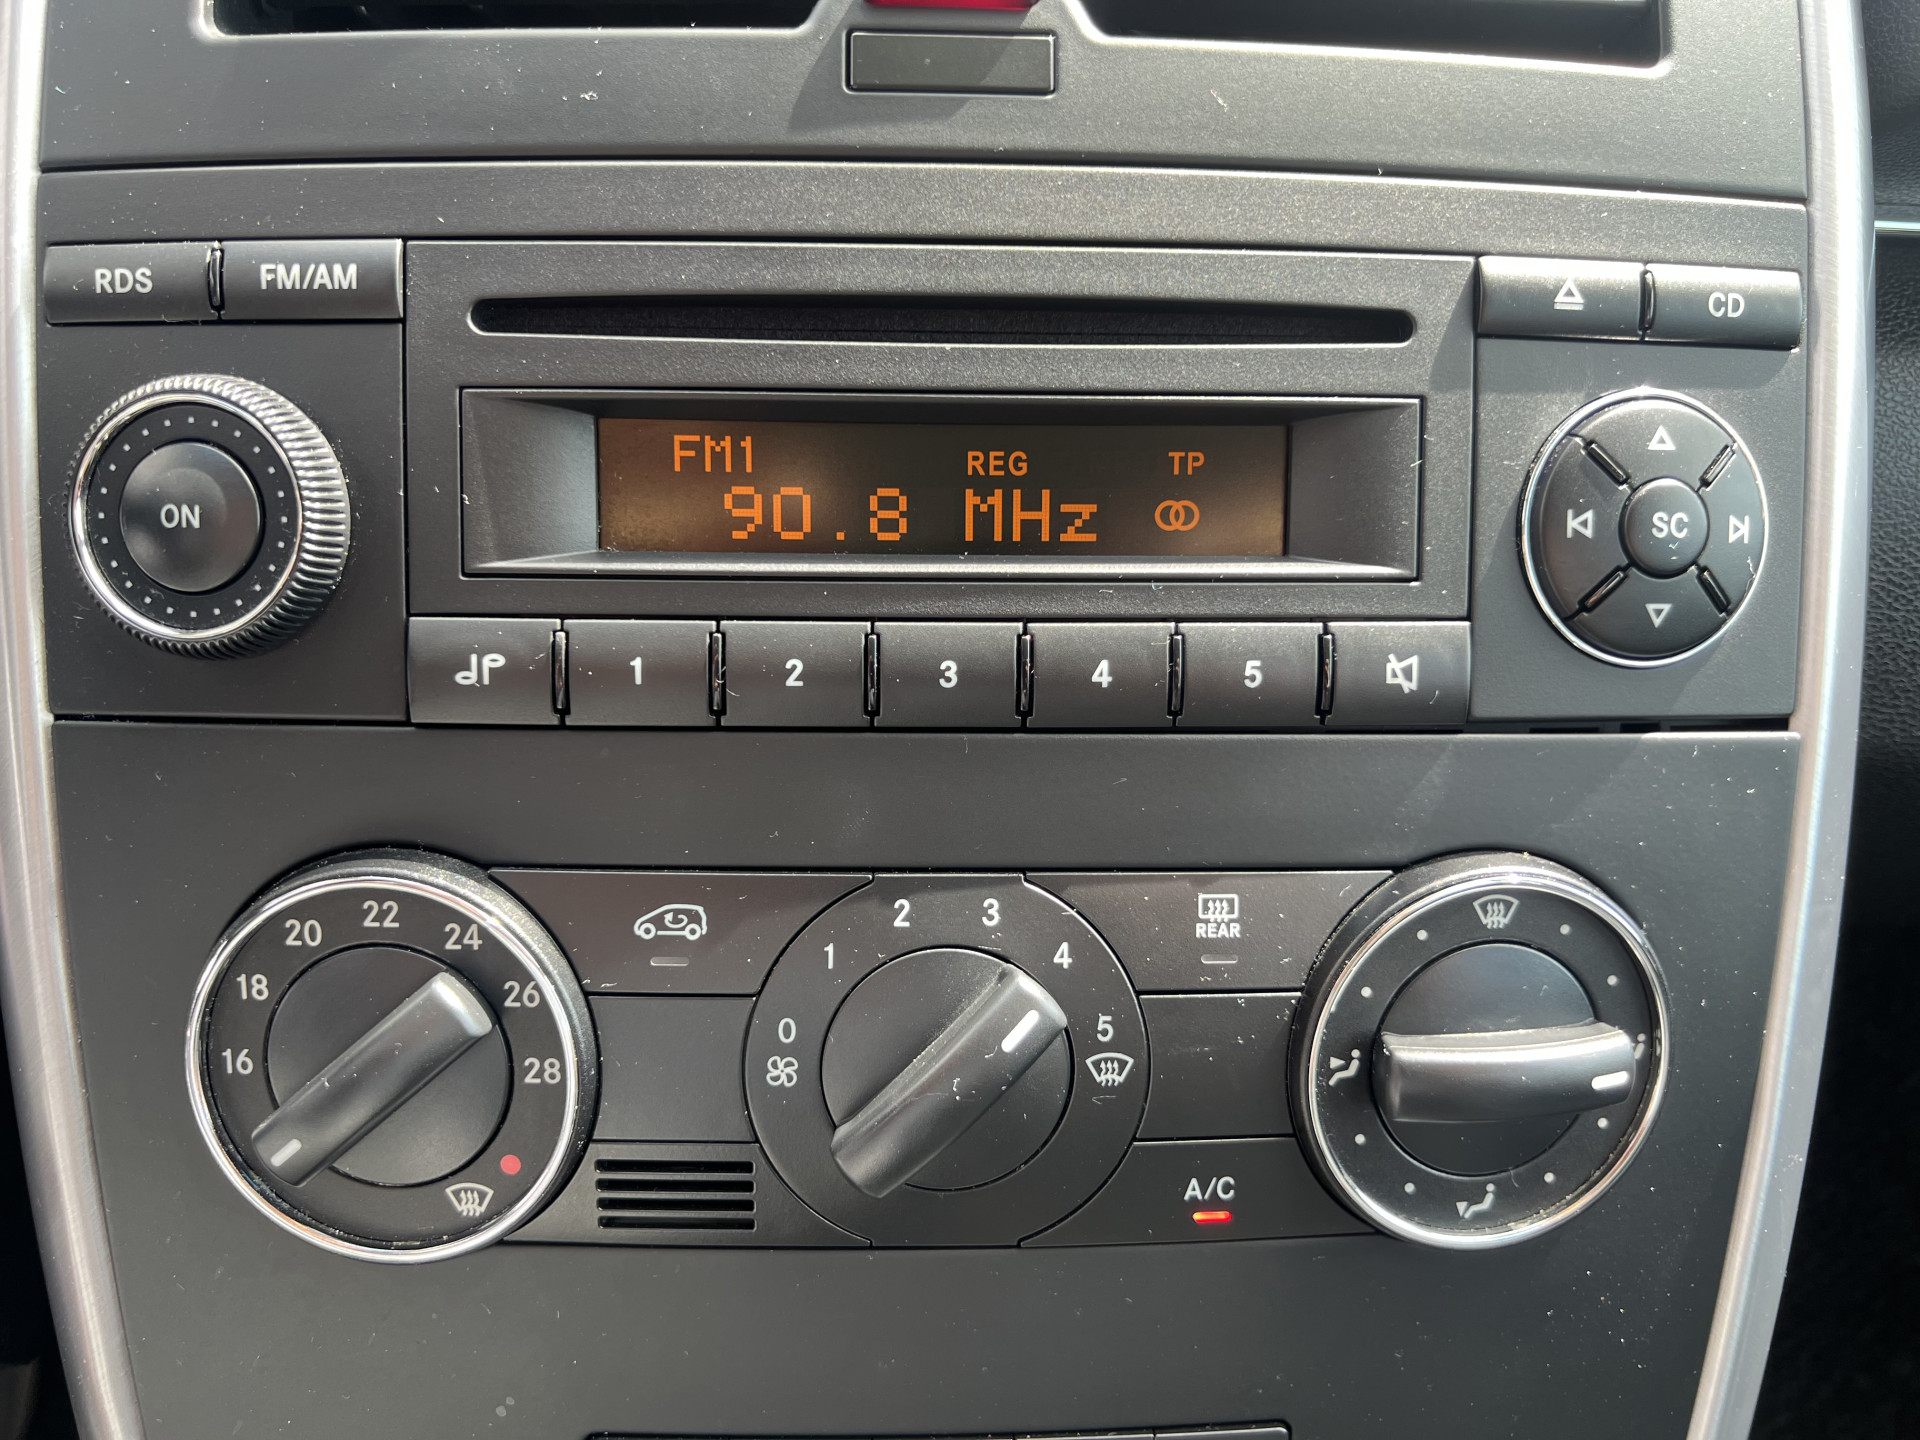 RDS FM/AM CD
FM1 REG TP
90.8 MHz
ON SC
1 2 3 4 5
16 18 20 22 24 26 28
0 1 2 3 4 5
REAR
A/C